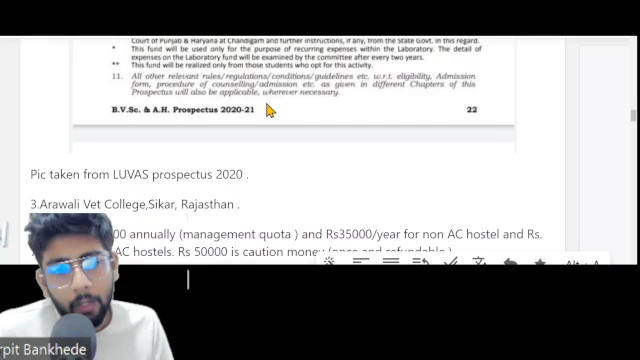 Court of Punjab & Haryana at Chandigarh and further instructions, if any, from the State Govt. in this regard.
* This fund will be used only for the purpose of recurring expenses within the Laboratory. The detail of
expenses on the Laboratory fund will be examined by the committee after every two years.
** This fund will be realized only from those students who opt for this activity.
11. All other relevant rules/regulations/conditions/guidelines etc. w.r.t. eligibility, Admission
form, procedure of counselling/admission etc. as given in different Chapters of this
Prospectus will also be applicable, wherever necessary.
B.V.Sc. & A.H. Prospectus 2020-21 22
Pic taken from LUVAS prospectus 2020 .
3.Arawali Vet College,Sikar, Rajasthan .
00 annually (management quota ) and Rs35000/year for non AC hostel and Rs.
AC hostels. Rs 50000 is caution money (once and refundable )
Alt + A
rpit Bankhede